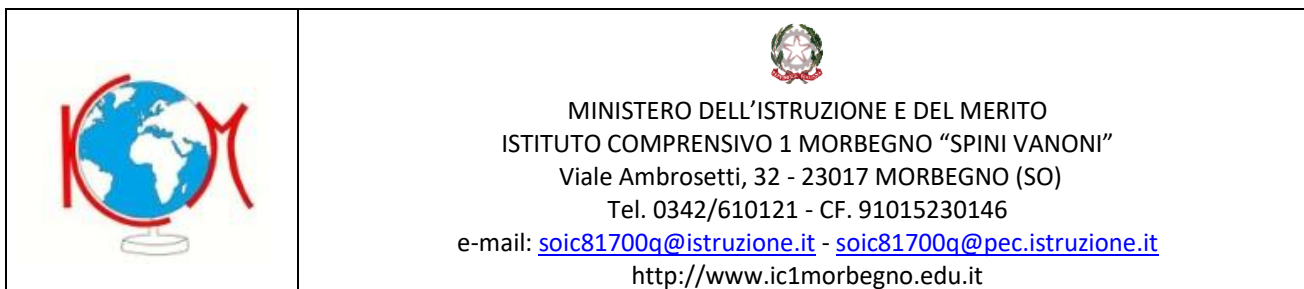 MINISTERO DELL’ISTRUZIONE E DEL MERITO
ISTITUTO COMPRENSIVO 1 MORBEGNO “SPINI VANONI”
Viale Ambrosetti, 32 - 23017 MORBEGNO (SO)
Tel. 0342/610121 - CF. 91015230146
e-mail: soic81700q@istruzione.it - soic81700q@pec.istruzione.it
http://www.ic1morbegno.edu.it